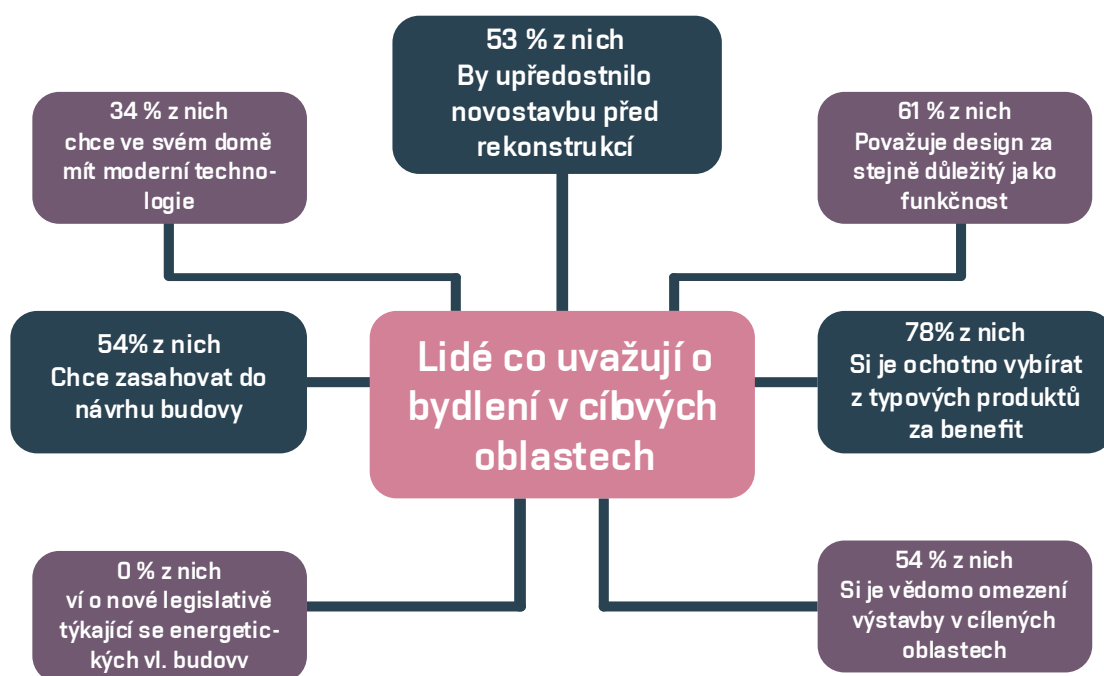 53 % z nich
By upředostnilo
novostavbu před
rekonstrukcí
34 % z nich
chce ve svém domě
mít moderní techno-
logie
61 % z nich
Považuje design za
stejně důležitý jako
funkčnost
54% z nich
Chce zasahovat do
návrhu budovy
Lidé co uvažují o
bydlení v cíbvých
oblastech
78% z nich
Si je ochotno vybírat
z typových produktů
za benefit
0 % z nich
ví o nové legislativě
týkající se energetic-
kých vl. budovv
54 % z nich
Si je vědomo omezení
výstavby v cílených
oblastech